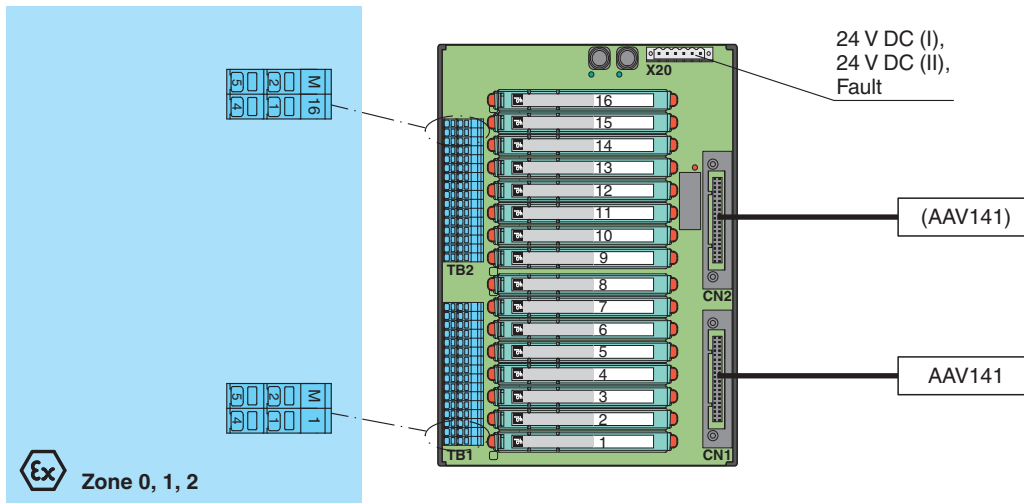 24 V DC (I),
24 V DC (II),
Fault
X20
5 2 M
4 1 16
16
15
14
13
12
11
10
9
8
7
6
5
4
3
2
1
TB2
CN2
(AAV141)
AAV141
5 2 M
4 1 1
TB1
CN1
Ex Zone 0, 1, 2